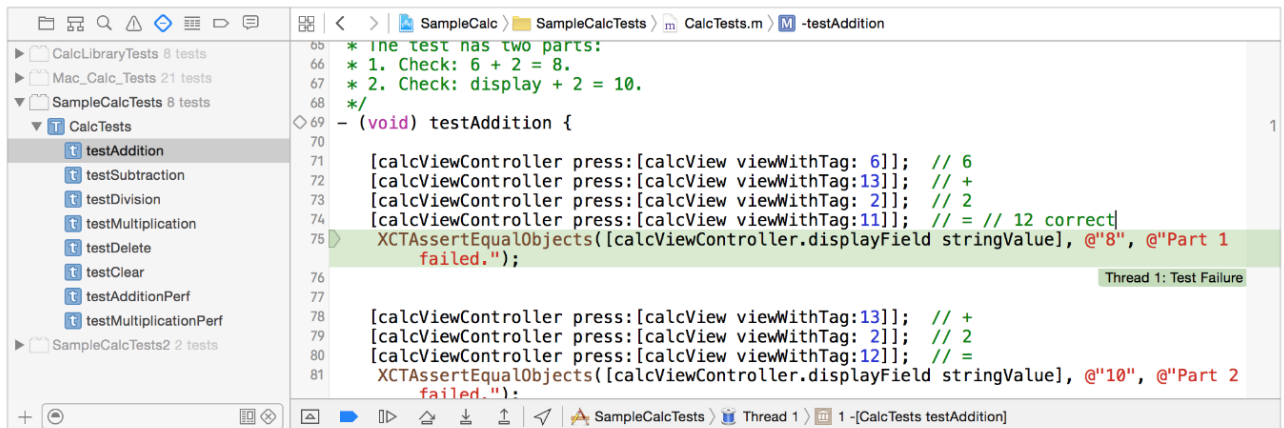 SampleCalc SampleCalcTests m CalcTests.m M -testAddition
CalcLibraryTests 8 tests
Mac_Calc_Tests 21 tests
SampleCalcTests 8 tests
T CalcTests
t testAddition
t testSubtraction
t testDivision
t testMultiplication
t testDelete
t testClear
t testAdditionPerf
t testMultiplicationPerf
SampleCalcTests2 2 tests
65 * The test has two parts:
66 * 1. Check: 6 + 2 = 8.
67 * 2. Check: display + 2 = 10.
68 */
69 - (void) testAddition {
1
70
71 [calcViewController press:[calcView viewWithTag: 6]]; // 6
72 [calcViewController press:[calcView viewWithTag:13]]; // +
73 [calcViewController press:[calcView viewWithTag: 2]]; // 2
74 [calcViewController press:[calcView viewWithTag:11]]; // = // 12 correct
75 XCTAssertEqualObjects([calcViewController.displayField stringValue], @"8", @"Part 1
failed.");
76
Thread 1: Test Failure
77
78 [calcViewController press:[calcView viewWithTag:13]]; // +
79 [calcViewController press:[calcView viewWithTag: 2]]; // 2
80 [calcViewController press:[calcView viewWithTag:12]]; // =
81 XCTAssertEqualObjects([calcViewController.displayField stringValue], @"10", @"Part 2
failed.");
SampleCalcTests Thread 1 1 -[CalcTests testAddition]